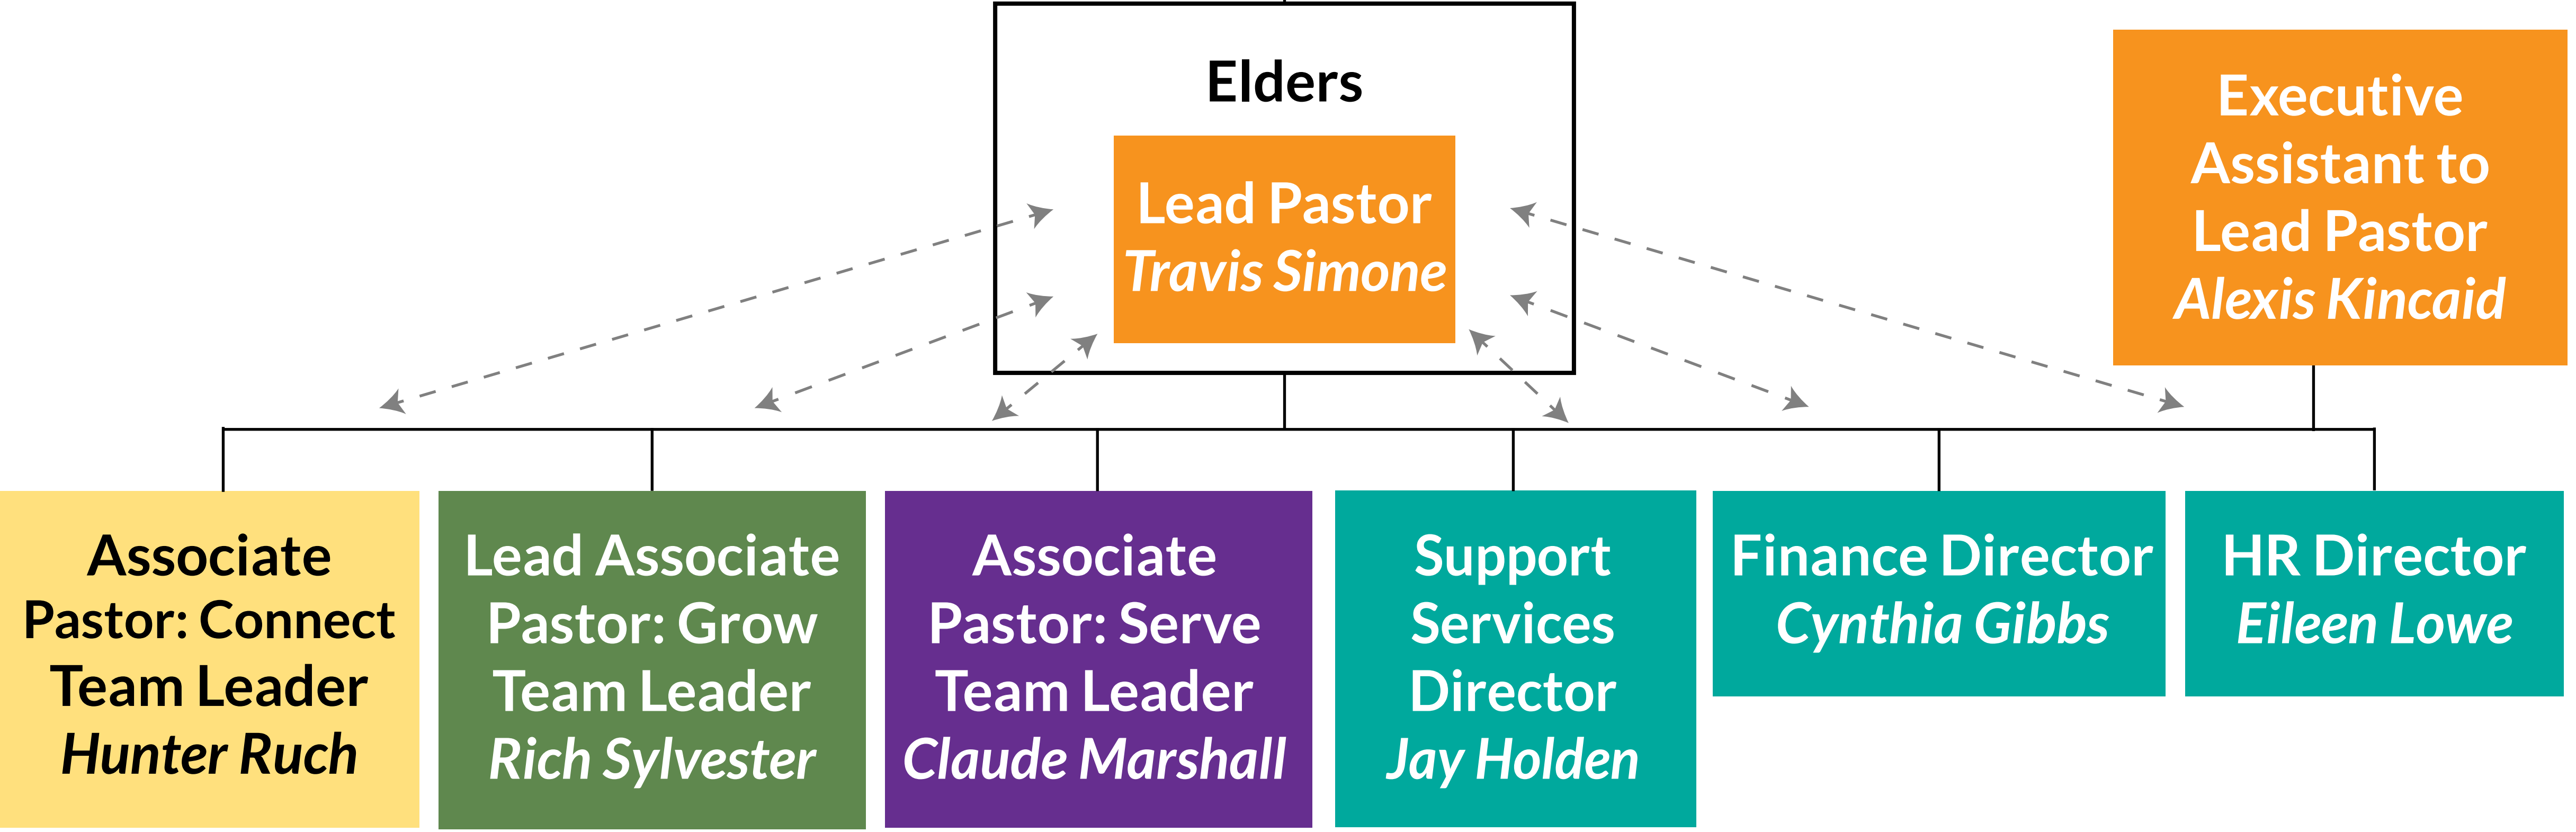 Elders
Lead Pastor
Travis Simone
Executive
Assistant to
Lead Pastor
Alexis Kincaid
Associate
Pastor: Connect
Team Leader
Hunter Ruch
Lead Associate
Pastor: Grow
Team Leader
Rich Sylvester
Associate
Pastor: Serve
Team Leader
Claude Marshall
Support
Services
Director
Jay Holden
Finance Director
Cynthia Gibbs
HR Director
Eileen Lowe